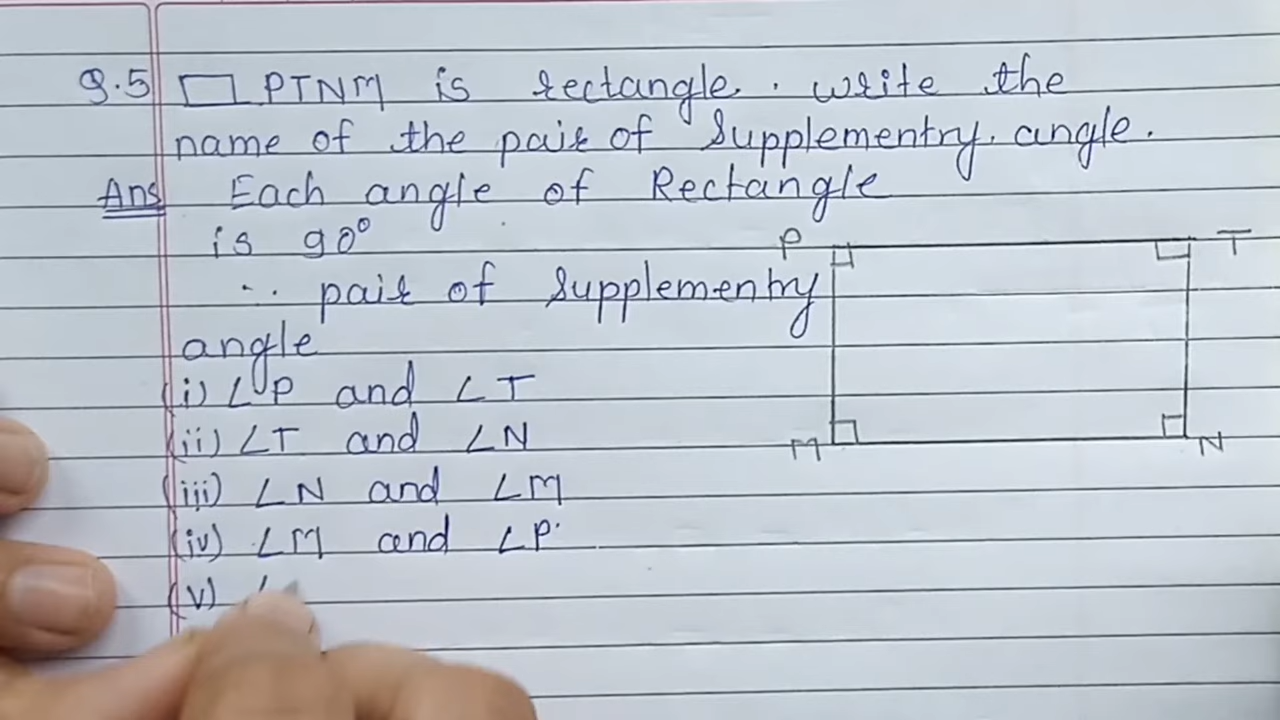 Q.5 □ PTNM is rectangle. write the
name of the pair of Supplementry. angle.
Ans Each angle of Rectangle
is 90°
∴ pair of Supplementry
angle
(i) ∠P and ∠T
(ii) ∠T and ∠N
(iii) ∠N and ∠M
(iv) ∠M and ∠P.
(v) ∠
P
T
M
N